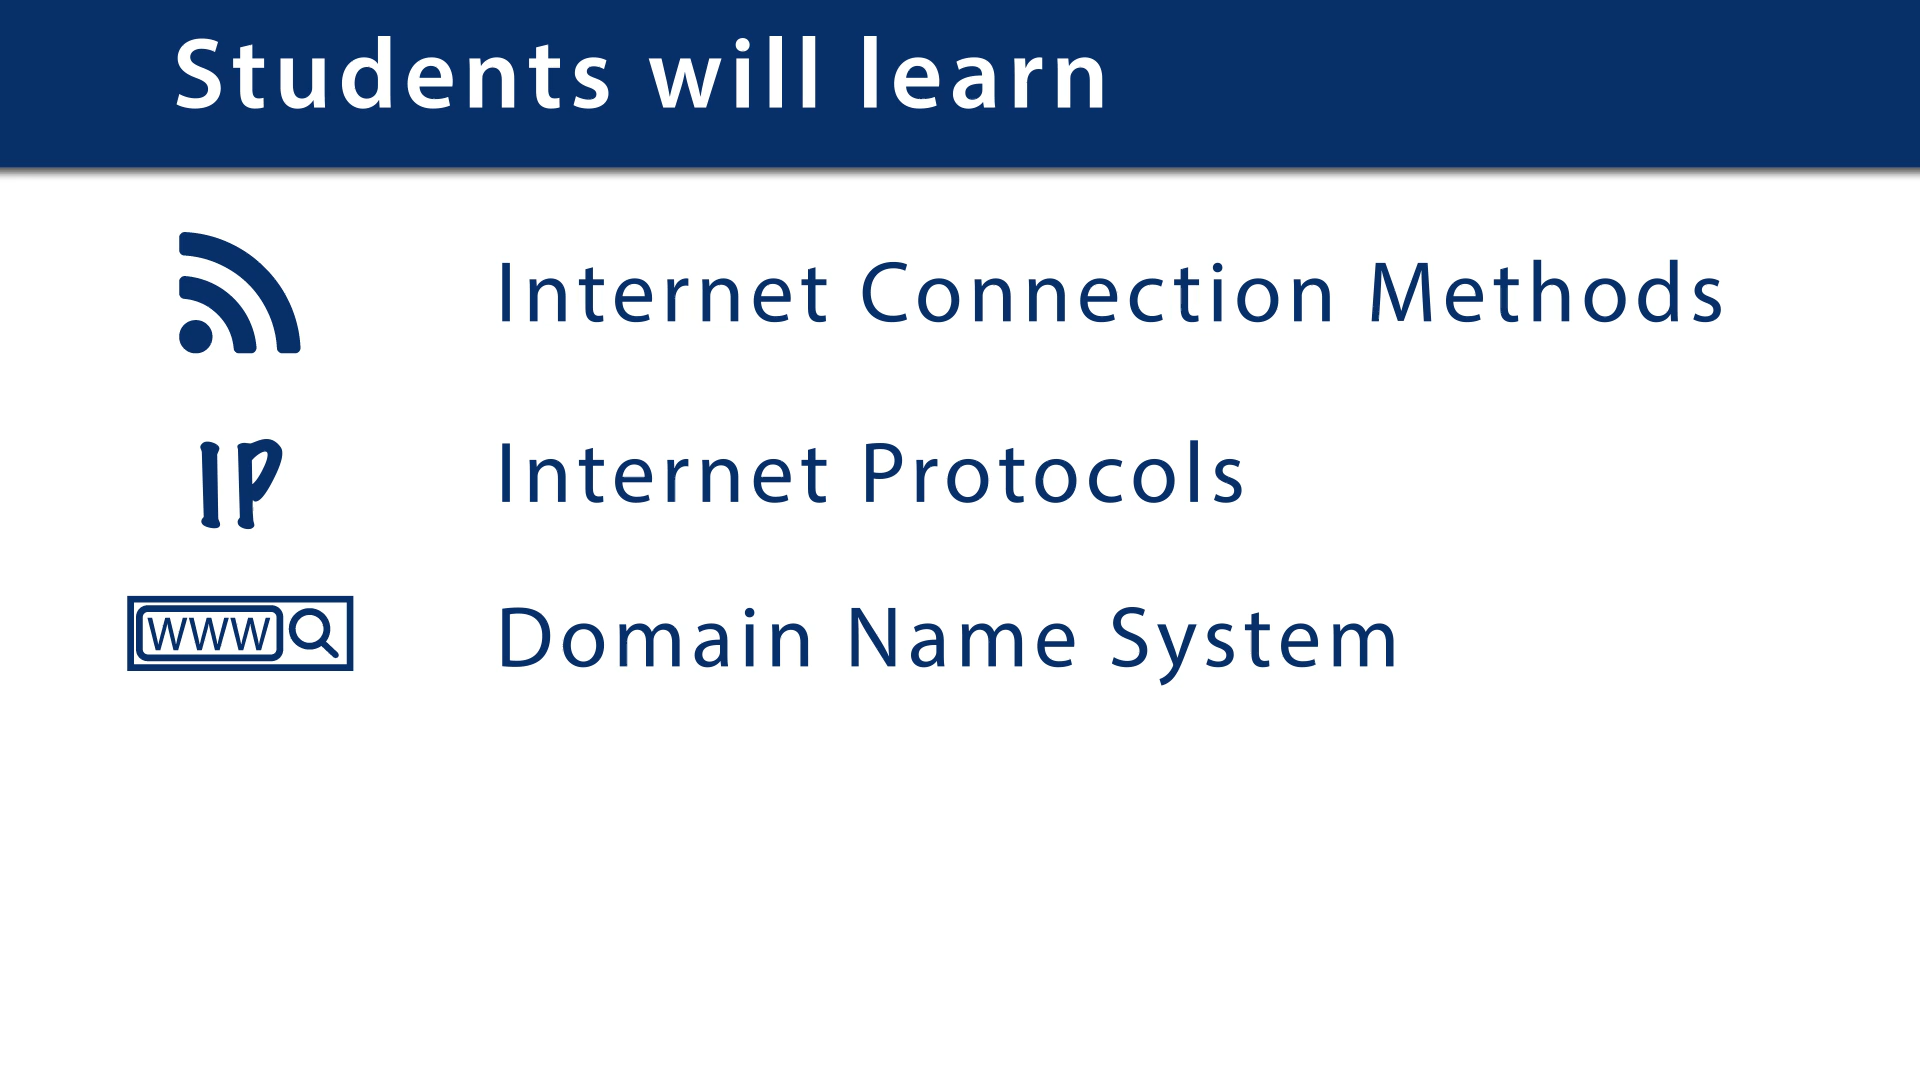 Students will learn
Internet Connection Methods
IP
Internet Protocols
WWW
Domain Name System